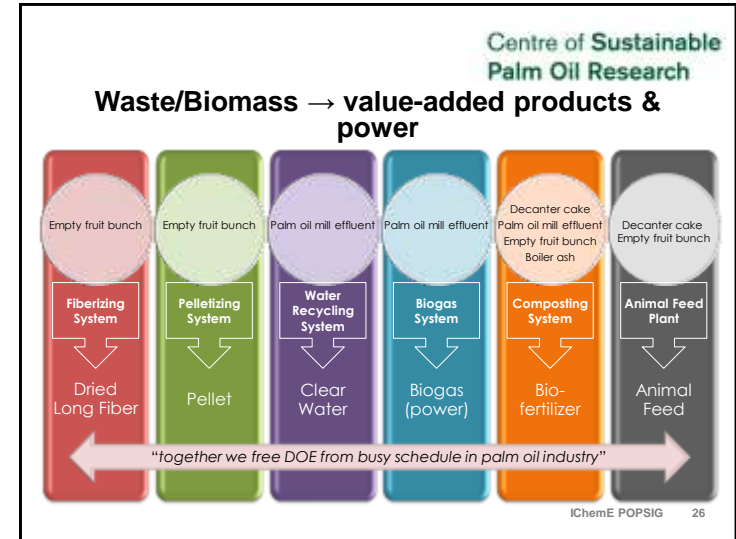 Centre of Sustainable
Palm Oil Research
Waste/Biomass → value-added products &
power
Empty fruit bunch
Fiberizing
System
Dried
Long Fiber
Empty fruit bunch
Pelletizing
System
Pellet
Palm oil mill effluent
Water
Recycling
System
Clear
Water
Palm oil mill effluent
Biogas
System
Biogas
(power)
Decanter cake
Palm oil mill effluent
Empty fruit bunch
Boiler ash
Composting
System
Bio-
fertilizer
Decanter cake
Empty fruit bunch
Animal Feed
Plant
Animal
Feed
“together we free DOE from busy schedule in palm oil industry”
IChemE POPSIG 26